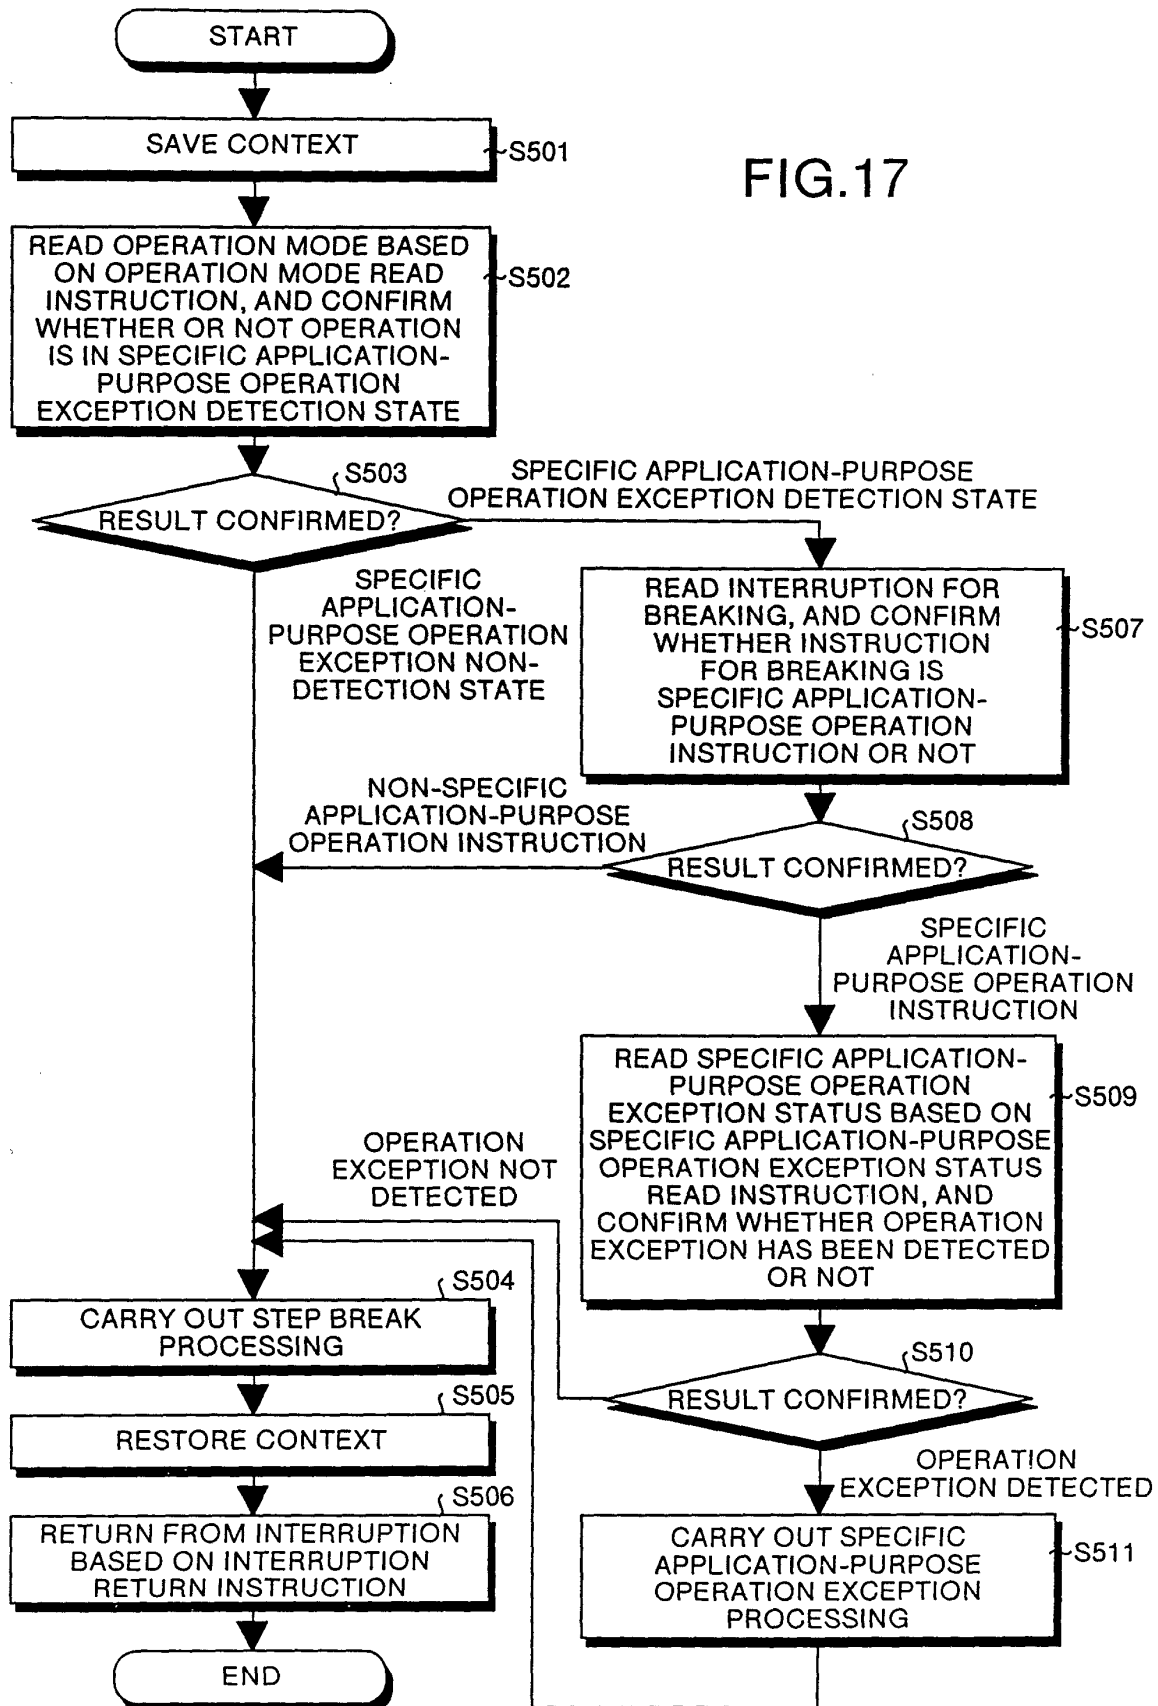 START
SAVE CONTEXT
S501
FIG.17
READ OPERATION MODE BASED
ON OPERATION MODE READ
INSTRUCTION, AND CONFIRM
WHETHER OR NOT OPERATION
IS IN SPECIFIC APPLICATION-
PURPOSE OPERATION
EXCEPTION DETECTION STATE
S502
S503
RESULT CONFIRMED?
SPECIFIC APPLICATION-PURPOSE
OPERATION EXCEPTION DETECTION STATE
SPECIFIC
APPLICATION-
PURPOSE OPERATION
EXCEPTION NON-
DETECTION STATE
READ INTERRUPTION FOR
BREAKING, AND CONFIRM
WHETHER INSTRUCTION
FOR BREAKING IS
SPECIFIC APPLICATION-
PURPOSE OPERATION
INSTRUCTION OR NOT
S507
NON-SPECIFIC
APPLICATION-PURPOSE
OPERATION INSTRUCTION
S508
RESULT CONFIRMED?
SPECIFIC
APPLICATION-
PURPOSE OPERATION
INSTRUCTION
READ SPECIFIC APPLICATION-
PURPOSE OPERATION
EXCEPTION STATUS BASED ON
SPECIFIC APPLICATION-PURPOSE
OPERATION EXCEPTION STATUS
READ INSTRUCTION, AND
CONFIRM WHETHER OPERATION
EXCEPTION HAS BEEN DETECTED
OR NOT
S509
OPERATION
EXCEPTION NOT
DETECTED
S504
CARRY OUT STEP BREAK
PROCESSING
S510
RESULT CONFIRMED?
S505
RESTORE CONTEXT
OPERATION
EXCEPTION DETECTED
S506
RETURN FROM INTERRUPTION
BASED ON INTERRUPTION
RETURN INSTRUCTION
CARRY OUT SPECIFIC
APPLICATION-PURPOSE
OPERATION EXCEPTION
PROCESSING
S511
END